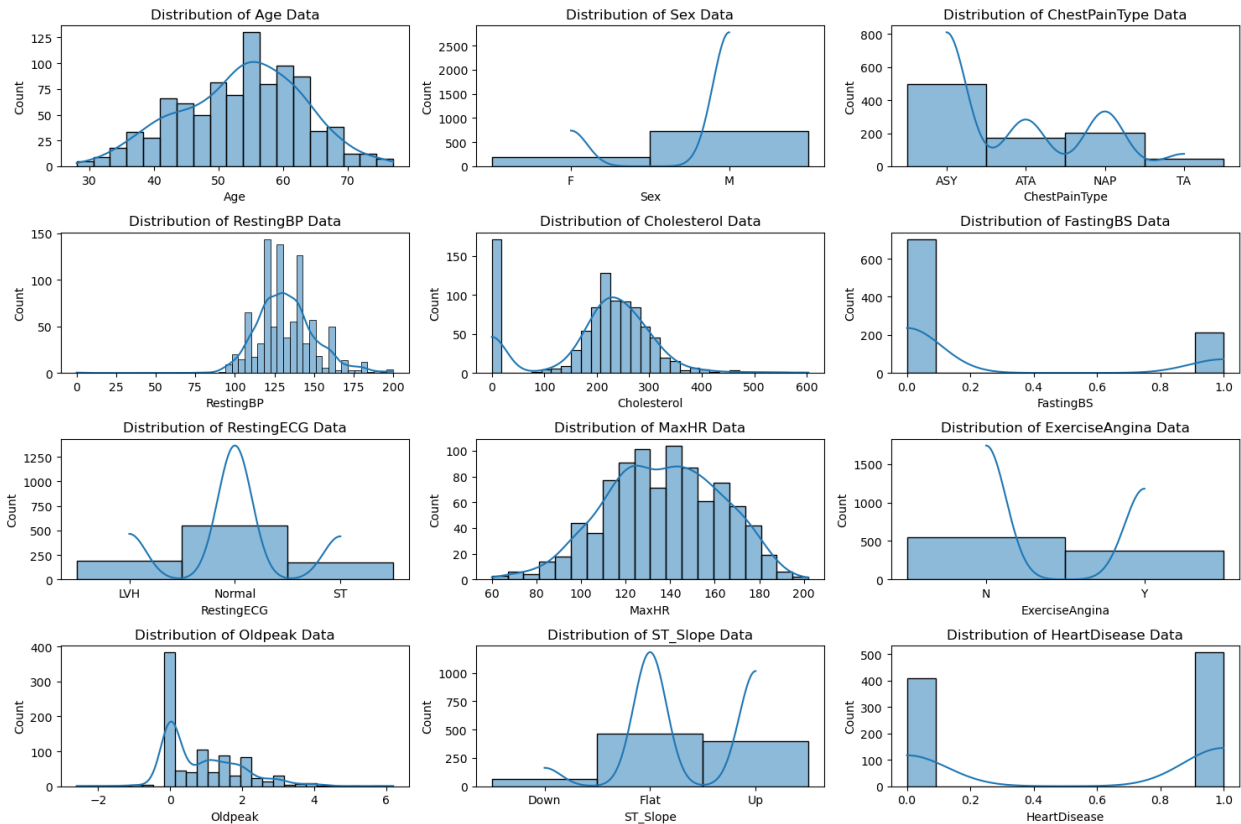 Distribution of Age Data
Distribution of Sex Data
Distribution of ChestPainType Data
Count
125
100
75
50
25
0
30 40 50 60 70
Age
Count
2500
2000
1500
1000
500
0
F M
Sex
Count
800
600
400
200
0
ASY ATA NAP TA
ChestPainType
Distribution of RestingBP Data
Distribution of Cholesterol Data
Distribution of FastingBS Data
Count
150
100
50
0
0 25 50 75 100 125 150 175 200
RestingBP
Count
150
100
50
0
0 100 200 300 400 500 600
Cholesterol
Count
600
400
200
0
0.0 0.2 0.4 0.6 0.8 1.0
FastingBS
Distribution of RestingECG Data
Distribution of MaxHR Data
Distribution of ExerciseAngina Data
Count
1250
1000
750
500
250
0
LVH Normal ST
RestingECG
Count
100
80
60
40
20
0
60 80 100 120 140 160 180 200
MaxHR
Count
1500
1000
500
0
N Y
ExerciseAngina
Distribution of Oldpeak Data
Distribution of ST_Slope Data
Distribution of HeartDisease Data
Count
400
300
200
100
0
−2 0 2 4 6
Oldpeak
Count
1000
750
500
250
0
Down Flat Up
ST_Slope
Count
500
400
300
200
100
0
0.0 0.2 0.4 0.6 0.8 1.0
HeartDisease